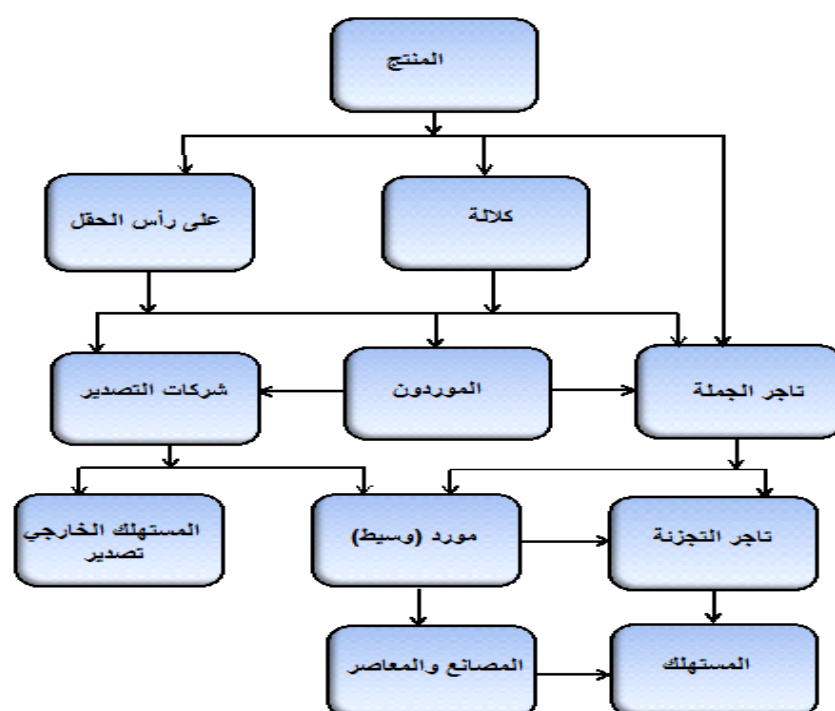 المنتج
كلالة
على رأس الحقل
تاجر الجملة
الموردون
شركات التصدير
تاجر التجزنة
مورد (وسيط)
المستهلك الخارجي
تصدير
المستهلك
المصانع والمعاصر